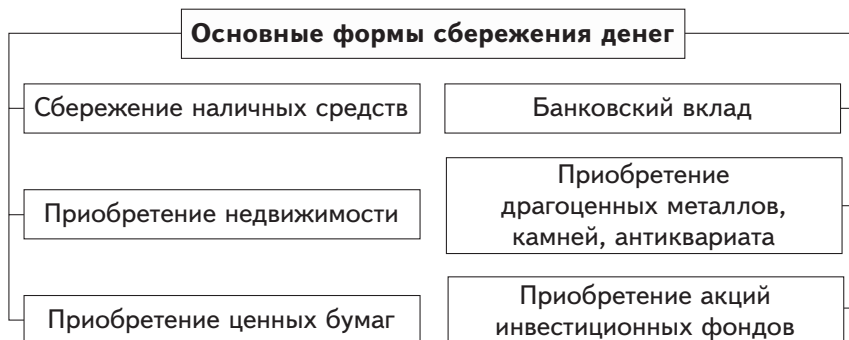 Основные формы сбережения денег
Сбережение наличных средств
Банковский вклад
Приобретение недвижимости
Приобретение
драгоценных металлов,
камней, антиквариата
Приобретение ценных бумаг
Приобретение акций
инвестиционных фондов